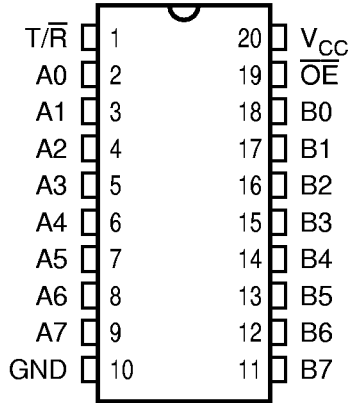 T/R̅ 1 20 VCC
A0 2 19 O̅E̅
A1 3 18 B0
A2 4 17 B1
A3 5 16 B2
A4 6 15 B3
A5 7 14 B4
A6 8 13 B5
A7 9 12 B6
GND 10 11 B7